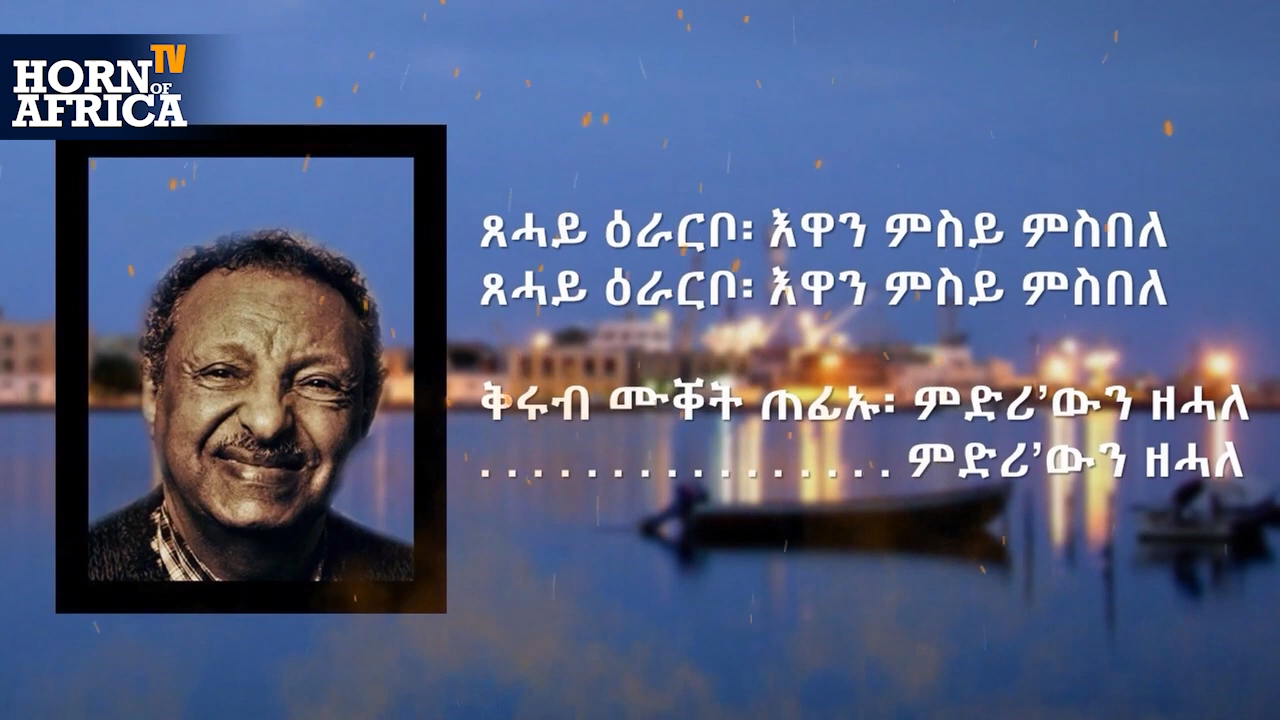 HORN OF AFRICA TV
ጸሓይ ዕራርቦ፡ እዋን ምስይ ምስበለ
ጸሓይ ዕራርቦ፡ እዋን ምስይ ምስበለ
ቅሩብ ሙቐት ጠፊኡ፡ ምድሪ’ውን ዘሓለ
. . . . . . . . . . . . . . . . ምድሪ’ውን ዘሓለ